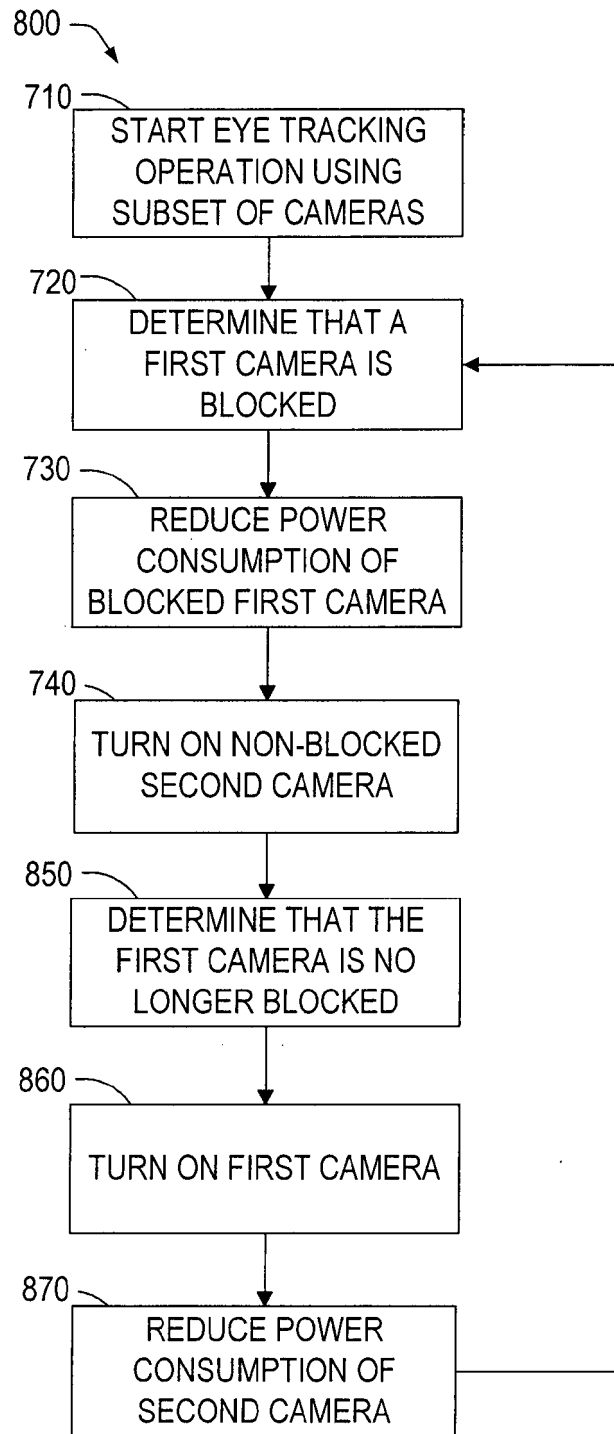 800
710
START EYE TRACKING
OPERATION USING
SUBSET OF CAMERAS
720
DETERMINE THAT A
FIRST CAMERA IS
BLOCKED
730
REDUCE POWER
CONSUMPTION OF
BLOCKED FIRST CAMERA
740
TURN ON NON-BLOCKED
SECOND CAMERA
850
DETERMINE THAT THE
FIRST CAMERA IS NO
LONGER BLOCKED
860
TURN ON FIRST CAMERA
870
REDUCE POWER
CONSUMPTION OF
SECOND CAMERA